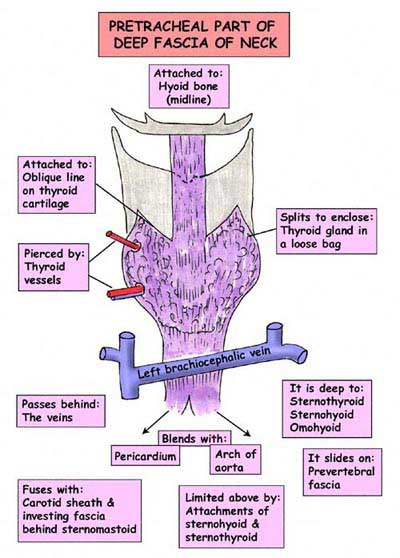 PRETRACHEAL PART OF
DEEP FASCIA OF NECK
Attached to:
Hyoid bone
(midline)
Attached to:
Oblique line
on thyroid
cartilage
Splits to enclose:
Thyroid gland in
a loose bag
Pierced by:
Thyroid
vessels
Left brachiocephalic vein
Passes behind:
The veins
It is deep to:
Sternothyroid
Sternohyoid
Omohyoid
Blends with:
Pericardium
Arch of
aorta
It slides on:
Prevertebral
fascia
Fuses with:
Carotid sheath &
investing fascia
behind sternomastoid
Limited above by:
Attachments of
sternohyoid &
sternothyroid